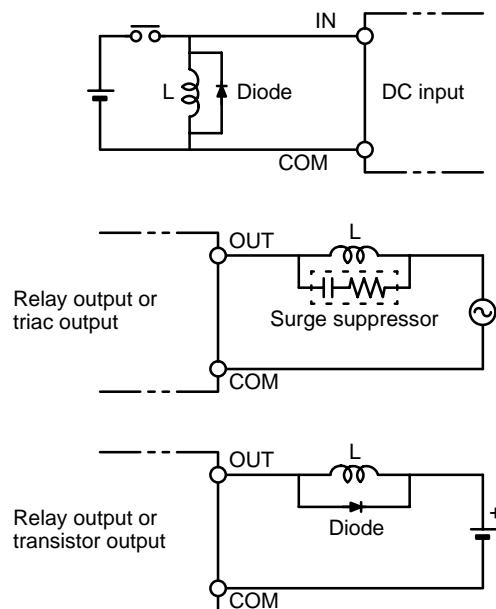 IN
L
Diode
DC input
COM
OUT
L
Relay output or
triac output
Surge suppressor
COM
OUT
L
Relay output or
transistor output
Diode
+
COM